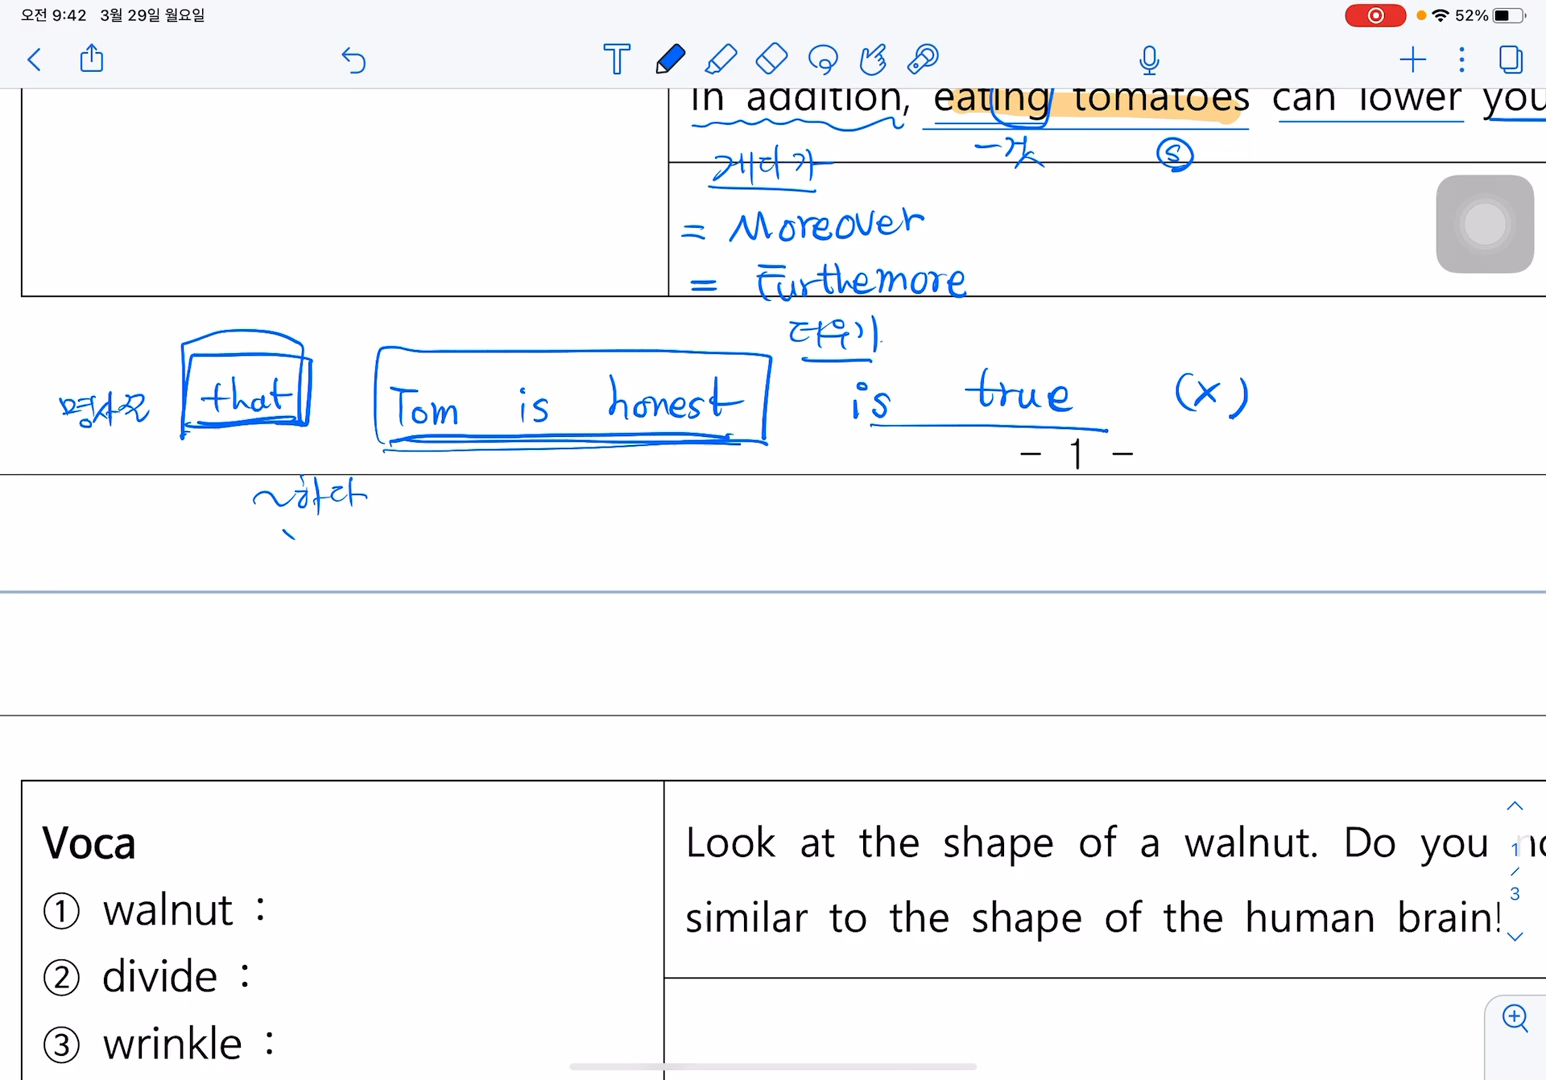 오전 9:42 3월 29일 월요일
52%
In addition, eating tomatoes can lower you
-것 ⓢ
게다가
= Moreover
= Furthemore
더욱기
명사절 that Tom is honest is true (x)
- 1 -
~하다
Voca
① walnut :
② divide :
③ wrinkle :
Look at the shape of a walnut. Do you no
similar to the shape of the human brain!
1
/
3